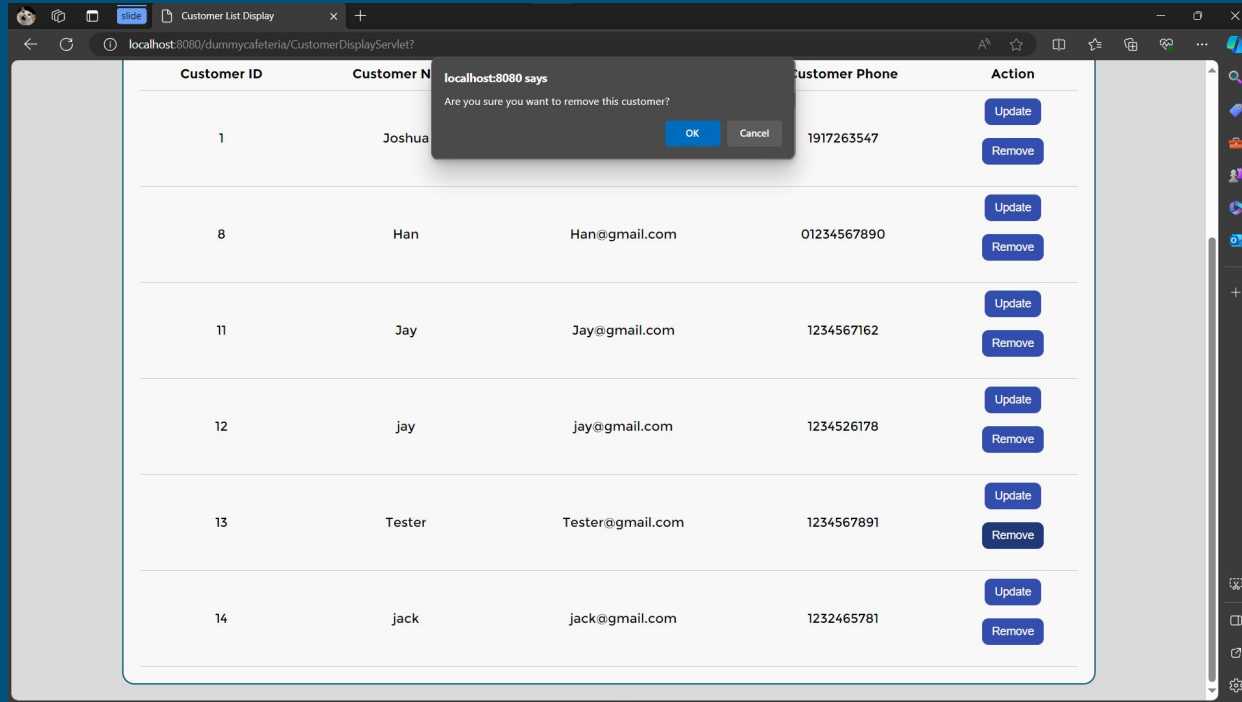 slide
Customer List Display
localhost:8080/dummycafeteria/CustomerDisplayServlet?
localhost:8080 says
Are you sure you want to remove this customer?
OK Cancel
Customer ID Customer N ustomer Phone Action
1 Joshua 1917263547 Update
Remove
8 Han Han@gmail.com 01234567890 Update
Remove
11 Jay Jay@gmail.com 1234567162 Update
Remove
12 jay jay@gmail.com 1234526178 Update
Remove
13 Tester Tester@gmail.com 1234567891 Update
Remove
14 jack jack@gmail.com 1232465781 Update
Remove